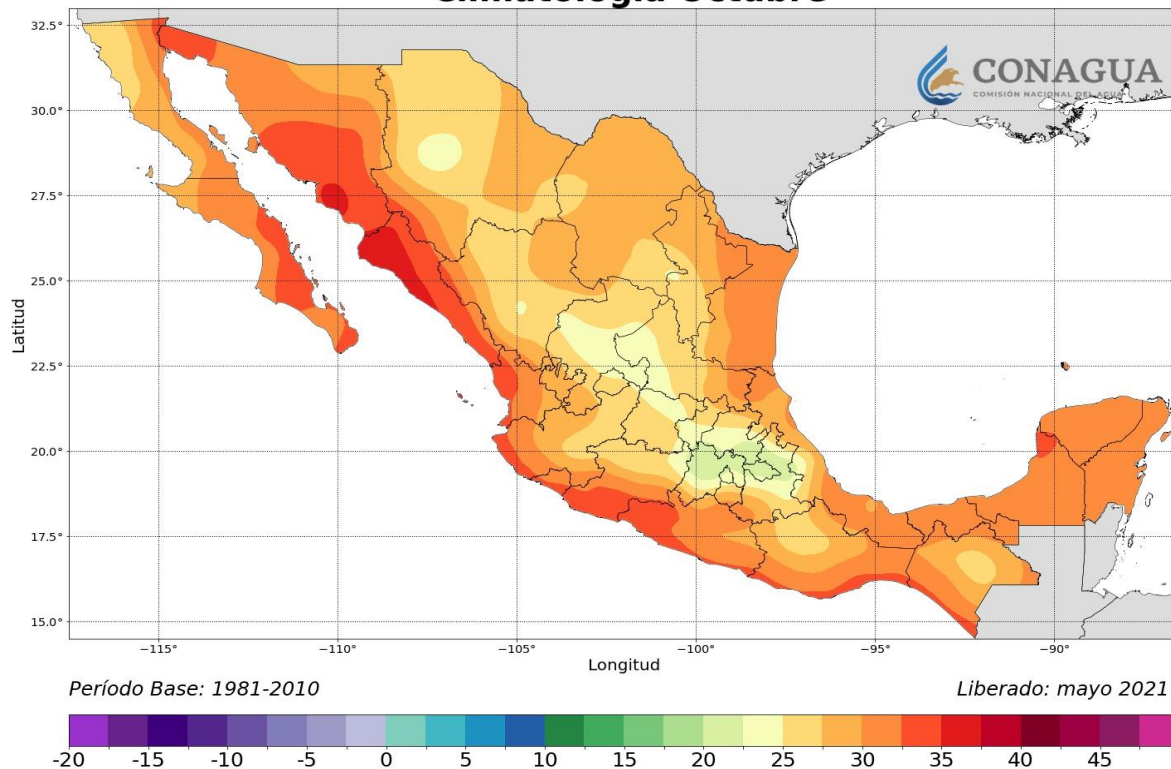 Climatología Octubre
CONAGUA
COMISIÓN NACIONAL DEL AGUA
32.5°
30.0°
27.5°
25.0°
22.5°
20.0°
17.5°
15.0°
Latitud
−115° −110° −105° −100° −95° −90°
Longitud
Período Base: 1981-2010 Liberado: mayo 2021
-20 -15 -10 -5 0 5 10 15 20 25 30 35 40 45